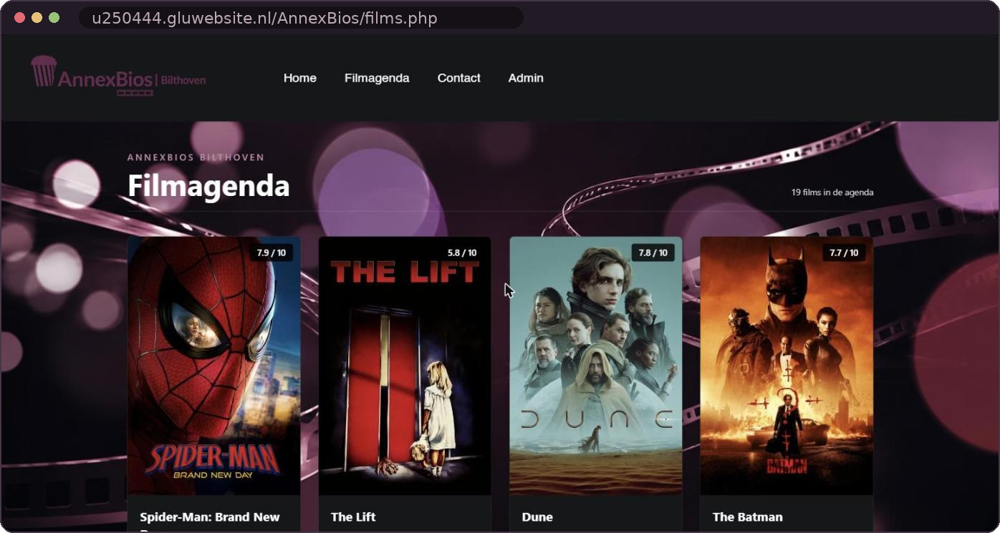 u250444.gluwebsite.nl/AnnexBios/films.php
AnnexBios | Bilthoven
Home Filmagenda Contact Admin
ANNEXBIOS BILTHOVEN
Filmagenda
19 films in de agenda
7.9 / 10
SPIDER-MAN
BRAND NEW DAY
Spider-Man: Brand New
5.8 / 10
THE LIFT
The Lift
7.8 / 10
DUNE
Dune
7.7 / 10
BATMAN
The Batman